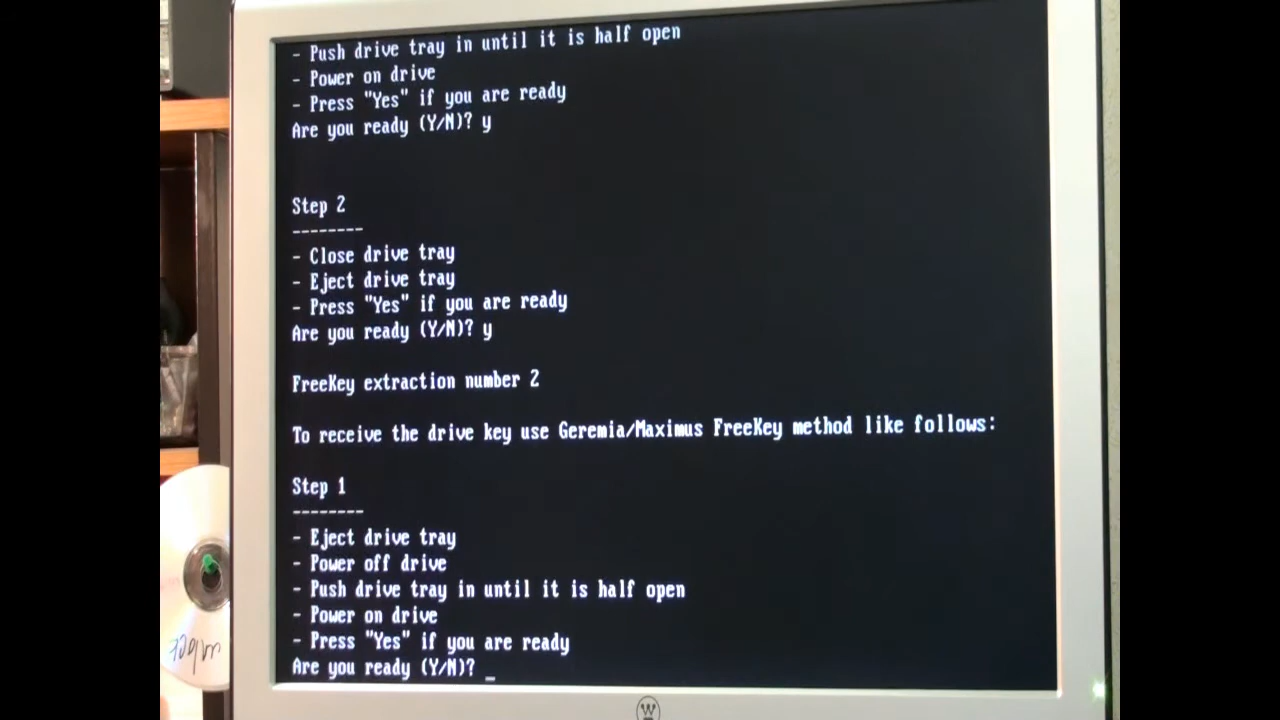 - Push drive tray in until it is half open
- Power on drive
- Press "Yes" if you are ready
Are you ready (Y/N)? y
Step 2
--------
- Close drive tray
- Eject drive tray
- Press "Yes" if you are ready
Are you ready (Y/N)? y
FreeKey extraction number 2
To receive the drive key use Geremia/Maximus FreeKey method like follows:
Step 1
--------
- Eject drive tray
- Power off drive
- Push drive tray in until it is half open
- Power on drive
- Press "Yes" if you are ready
Are you ready (Y/N)? _
W